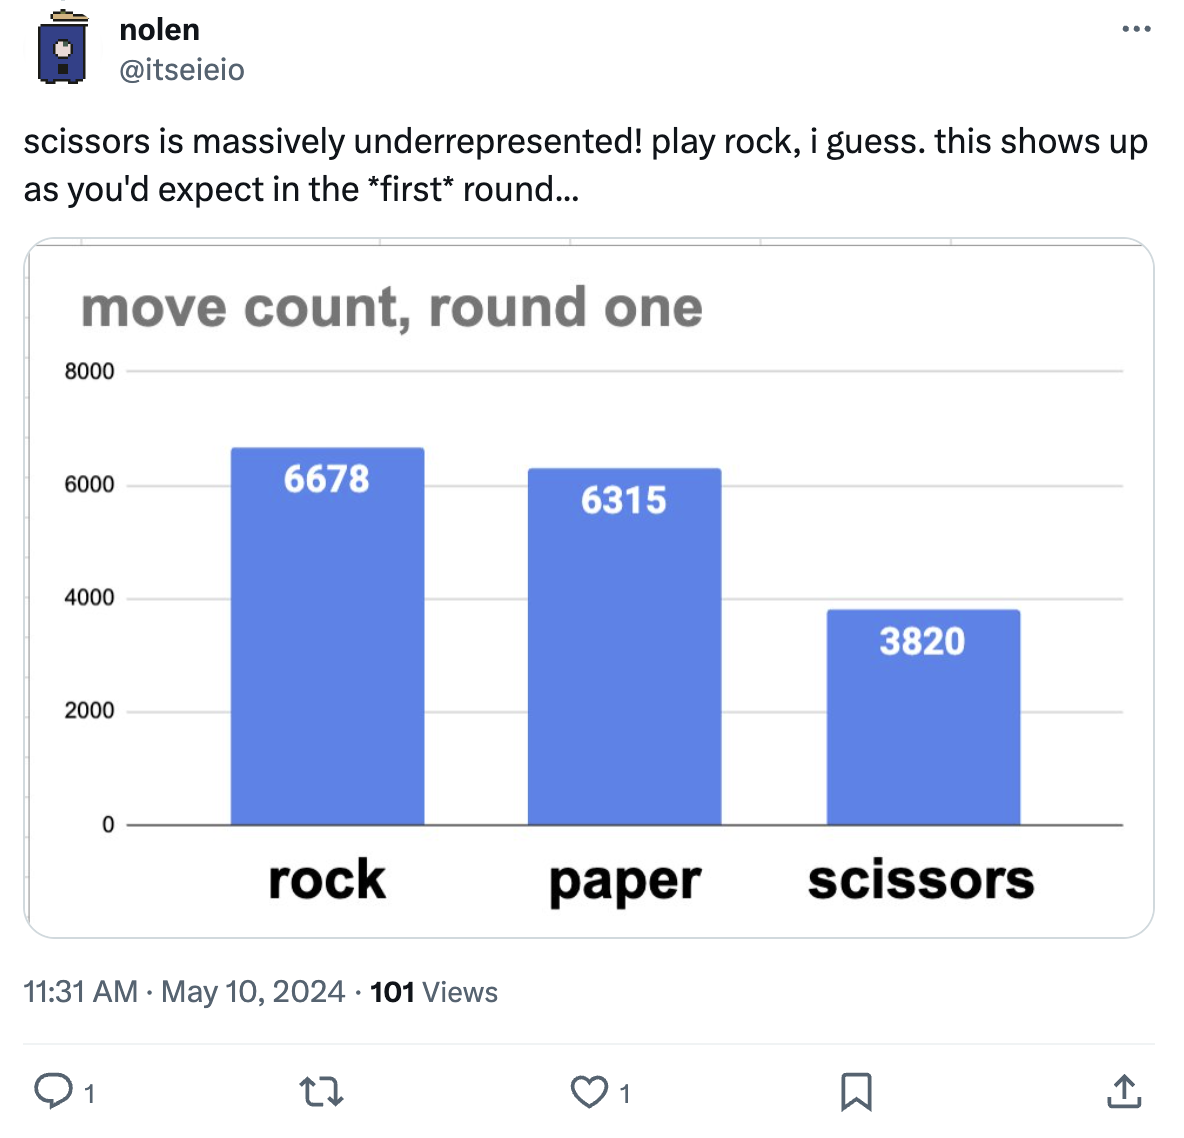 nolen
@itseieio
scissors is massively underrepresented! play rock, i guess. this shows up
as you'd expect in the *first* round...
move count, round one
8000
6000
4000
2000
0
6678
6315
3820
rock
paper
scissors
11:31 AM · May 10, 2024 · 101 Views
1
1